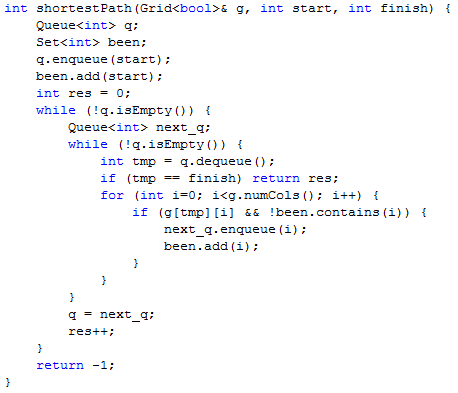 int shortestPath(Grid<bool>& g, int start, int finish) {
    Queue<int> q;
    Set<int> been;
    q.enqueue(start);
    been.add(start);
    int res = 0;
    while (!q.isEmpty()) {
        Queue<int> next_q;
        while (!q.isEmpty()) {
            int tmp = q.dequeue();
            if (tmp == finish) return res;
            for (int i=0; i<g.numCols(); i++) {
                if (g[tmp][i] && !been.contains(i)) {
                    next_q.enqueue(i);
                    been.add(i);
                }
            }
        }
        q = next_q;
        res++;
    }
    return -1;
}